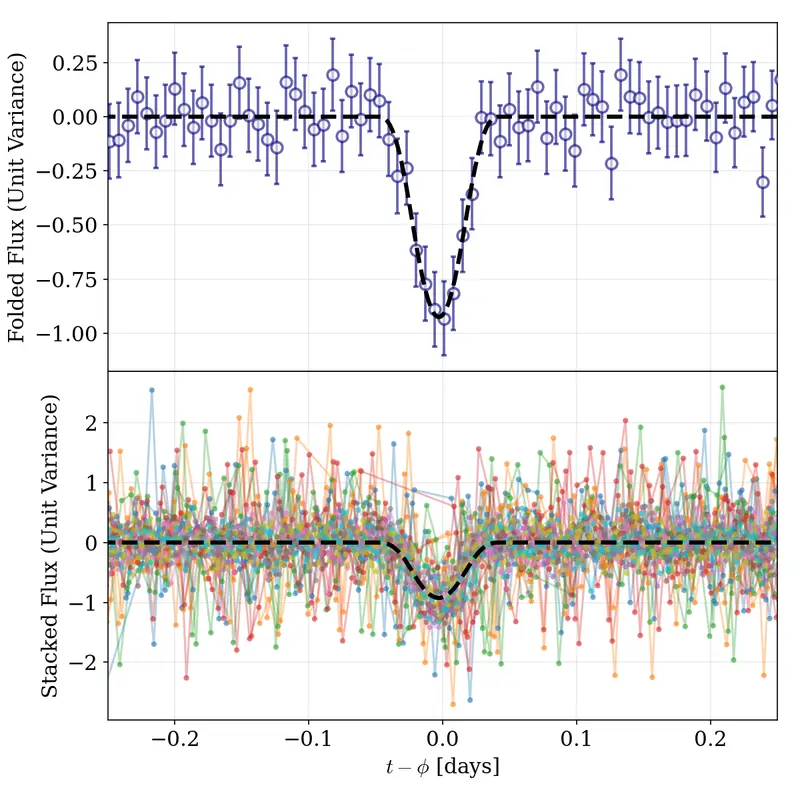 Folded Flux (Unit Variance)
0.25
0.00
−0.25
−0.50
−0.75
−1.00
Stacked Flux (Unit Variance)
2
1
0
−1
−2
−0.2 −0.1 0.0 0.1 0.2
t − ϕ [days]